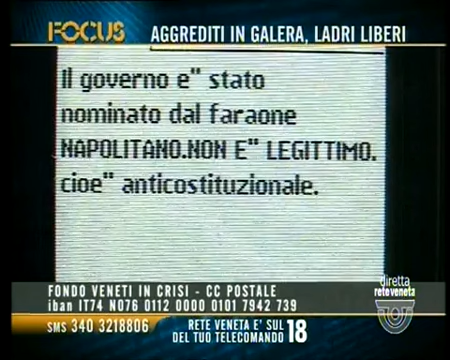 FOCUS
AGGREDITI IN GALERA, LADRI LIBERI
Il governo e" stato
nominato dal faraone
NAPOLITANO.NON E" LEGITTIMO.
cioe" anticostituzionale.
diretta
reteveneta
FONDO VENETI IN CRISI - CC POSTALE
iban IT74 N076 0112 0000 0101 7942 739
SMS 340 3218806
RETE VENETA E' SUL
DEL TUO TELECOMANDO
18